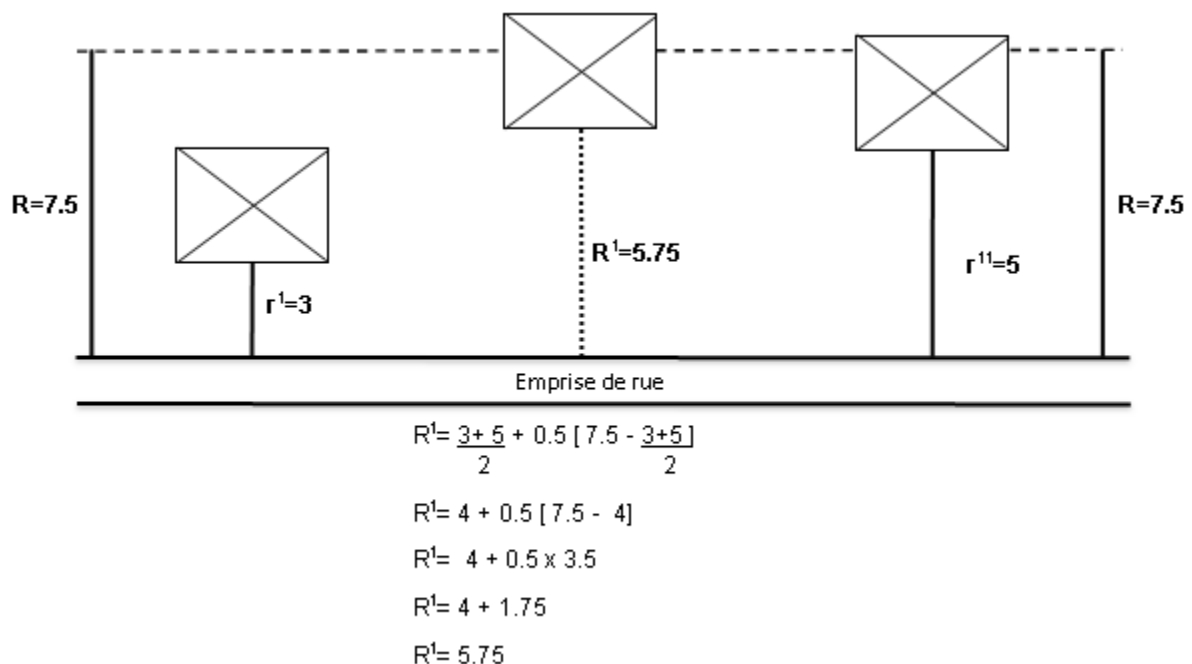 R=7.5
r¹=3
R¹=5.75
r¹¹=5
R=7.5
Emprise de rue
R¹= 3+ 5 + 0.5 [ 7.5 - 3+5 ]
2 2
R¹= 4 + 0.5 [ 7.5 - 4]
R¹= 4 + 0.5 x 3.5
R¹= 4 + 1.75
R¹= 5.75